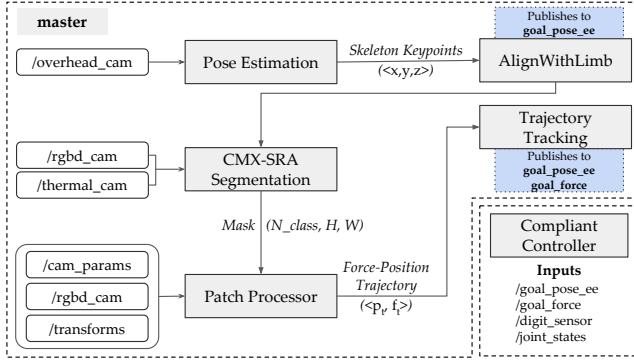 master
Publishes to
goal_pose_ee
/overhead_cam
Pose Estimation
Skeleton Keypoints
(<x,y,z>)
AlignWithLimb
/rgbd_cam
/thermal_cam
CMX-SRA
Segmentation
Trajectory
Tracking
Publishes to
goal_pose_ee
goal_force
Mask (N_class, H, W)
/cam_params
/rgbd_cam
/transforms
Patch Processor
Force-Position
Trajectory
(<p_t, f_t>)
Compliant
Controller
Inputs
/goal_pose_ee
/goal_force
/digit_sensor
/joint_states